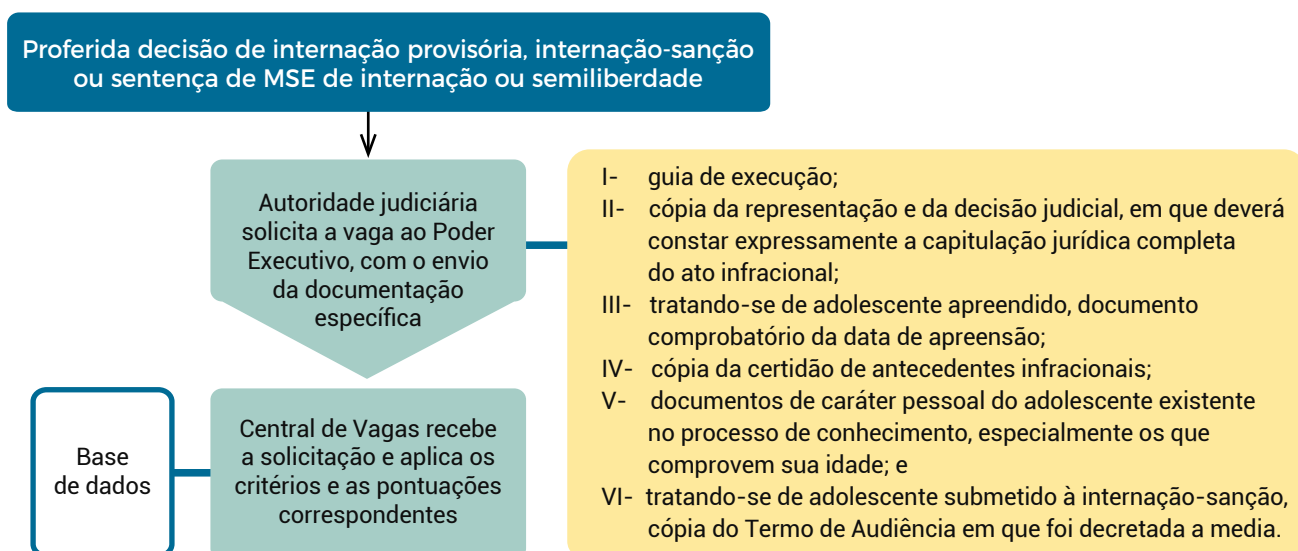 Proferida decisão de internação provisória, internação-sanção
ou sentença de MSE de internação ou semiliberdade
Autoridade judiciária
solicita a vaga ao Poder
Executivo, com o envio
da documentação
específica
I- guia de execução;
II- cópia da representação e da decisão judicial, em que deverá
constar expressamente a capitulação jurídica completa
do ato infracional;
III- tratando-se de adolescente apreendido, documento
comprobatório da data de apreensão;
IV- cópia da certidão de antecedentes infracionais;
V- documentos de caráter pessoal do adolescente existente
no processo de conhecimento, especialmente os que
comprovem sua idade; e
VI- tratando-se de adolescente submetido à internação-sanção,
cópia do Termo de Audiência em que foi decretada a media.
Base
de dados
Central de Vagas recebe
a solicitação e aplica os
critérios e as pontuações
correspondentes